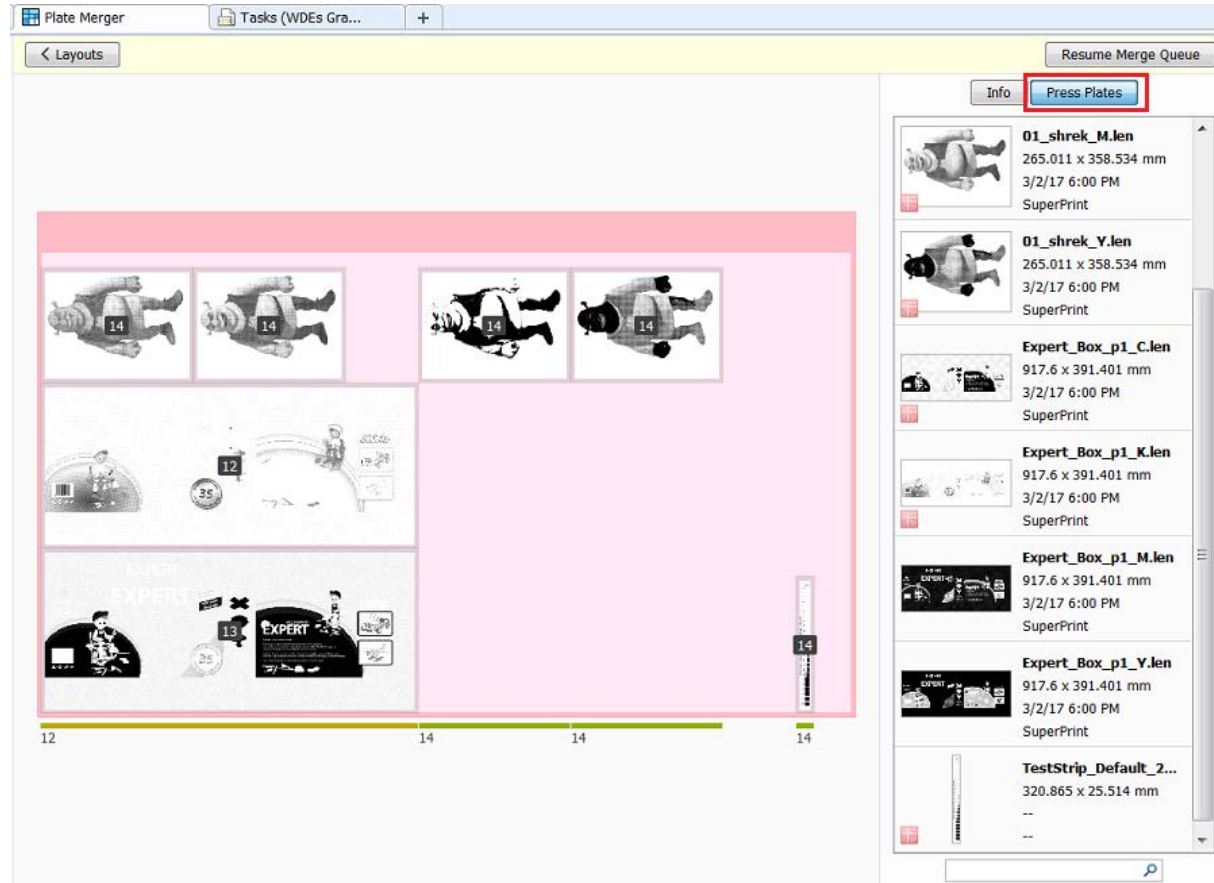 Plate Merger
Tasks (WDEs Gra...
+
Layouts
Resume Merge Queue
Info
Press Plates
01_shrek_M.len
265.011 x 358.534 mm
3/2/17 6:00 PM
SuperPrint
01_shrek_Y.len
265.011 x 358.534 mm
3/2/17 6:00 PM
SuperPrint
Expert_Box_p1_C.len
917.6 x 391.401 mm
3/2/17 6:00 PM
SuperPrint
Expert_Box_p1_K.len
917.6 x 391.401 mm
3/2/17 6:00 PM
SuperPrint
Expert_Box_p1_M.len
917.6 x 391.401 mm
3/2/17 6:00 PM
SuperPrint
Expert_Box_p1_Y.len
917.6 x 391.401 mm
3/2/17 6:00 PM
SuperPrint
TestStrip_Default_2...
320.865 x 25.514 mm
--
--
14
14
14
14
12
35
EXPERT
EXPERT
13
EXPERT
35
14
12
14
14
14